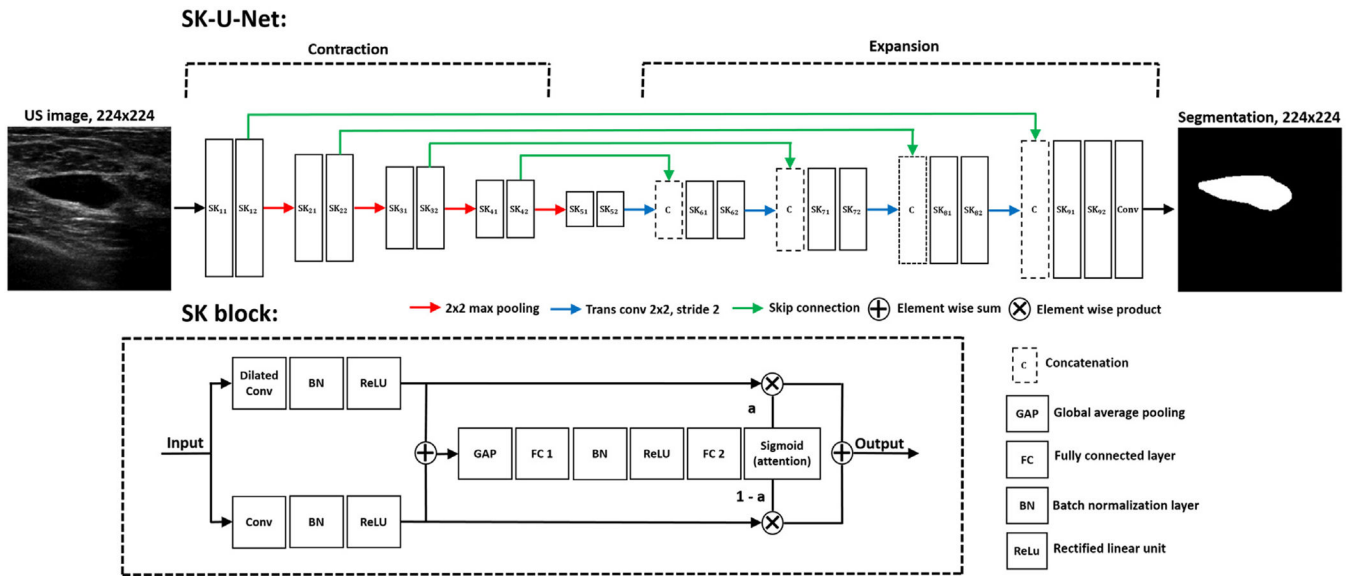 SK-U-Net:
Contraction
Expansion
US image, 224x224
Segmentation, 224x224
SK₁₁
SK₁₂
SK₂₁
SK₂₂
SK₃₁
SK₃₂
SK₄₁
SK₄₂
SK₅₁
SK₅₂
C
SK₆₁
SK₆₂
C
SK₇₁
SK₇₂
C
SK₈₁
SK₈₂
C
SK₉₁
SK₉₂
Conv
2x2 max pooling
Trans conv 2x2, stride 2
Skip connection
Element wise sum
Element wise product
SK block:
Input
Dilated
Conv
BN
ReLU
Conv
BN
ReLU
GAP
FC 1
BN
ReLU
FC 2
Sigmoid
(attention)
a
1 - a
Output
C
Concatenation
GAP
Global average pooling
FC
Fully connected layer
BN
Batch normalization layer
ReLu
Rectified linear unit